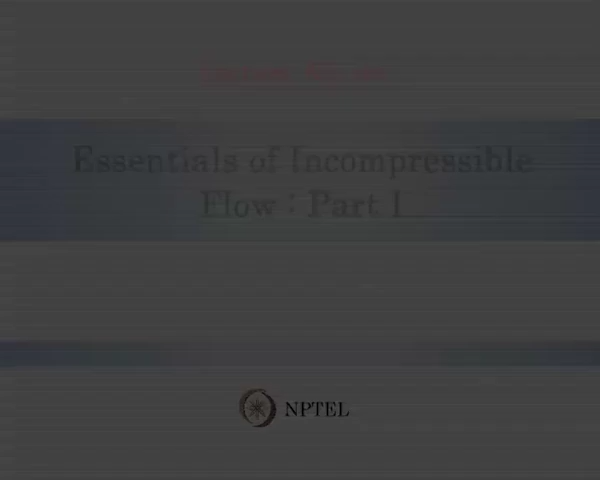 Essentials of Incompressible
Flow : Part I
NPTEL